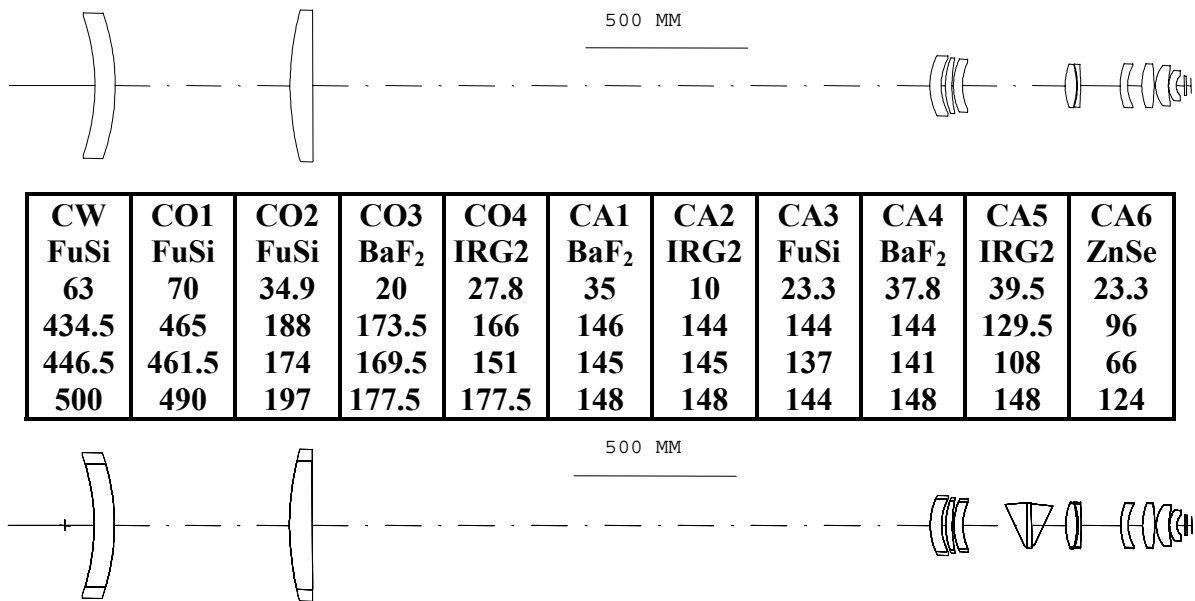 500 MM
CW CO1 CO2 CO3 CO4 CA1 CA2 CA3 CA4 CA5 CA6
FuSi FuSi FuSi BaF₂ IRG2 BaF₂ IRG2 FuSi BaF₂ IRG2 ZnSe
63 70 34.9 20 27.8 35 10 23.3 37.8 39.5 23.3
434.5 465 188 173.5 166 146 144 144 144 129.5 96
446.5 461.5 174 169.5 151 145 145 137 141 108 66
500 490 197 177.5 177.5 148 148 144 148 148 124
500 MM